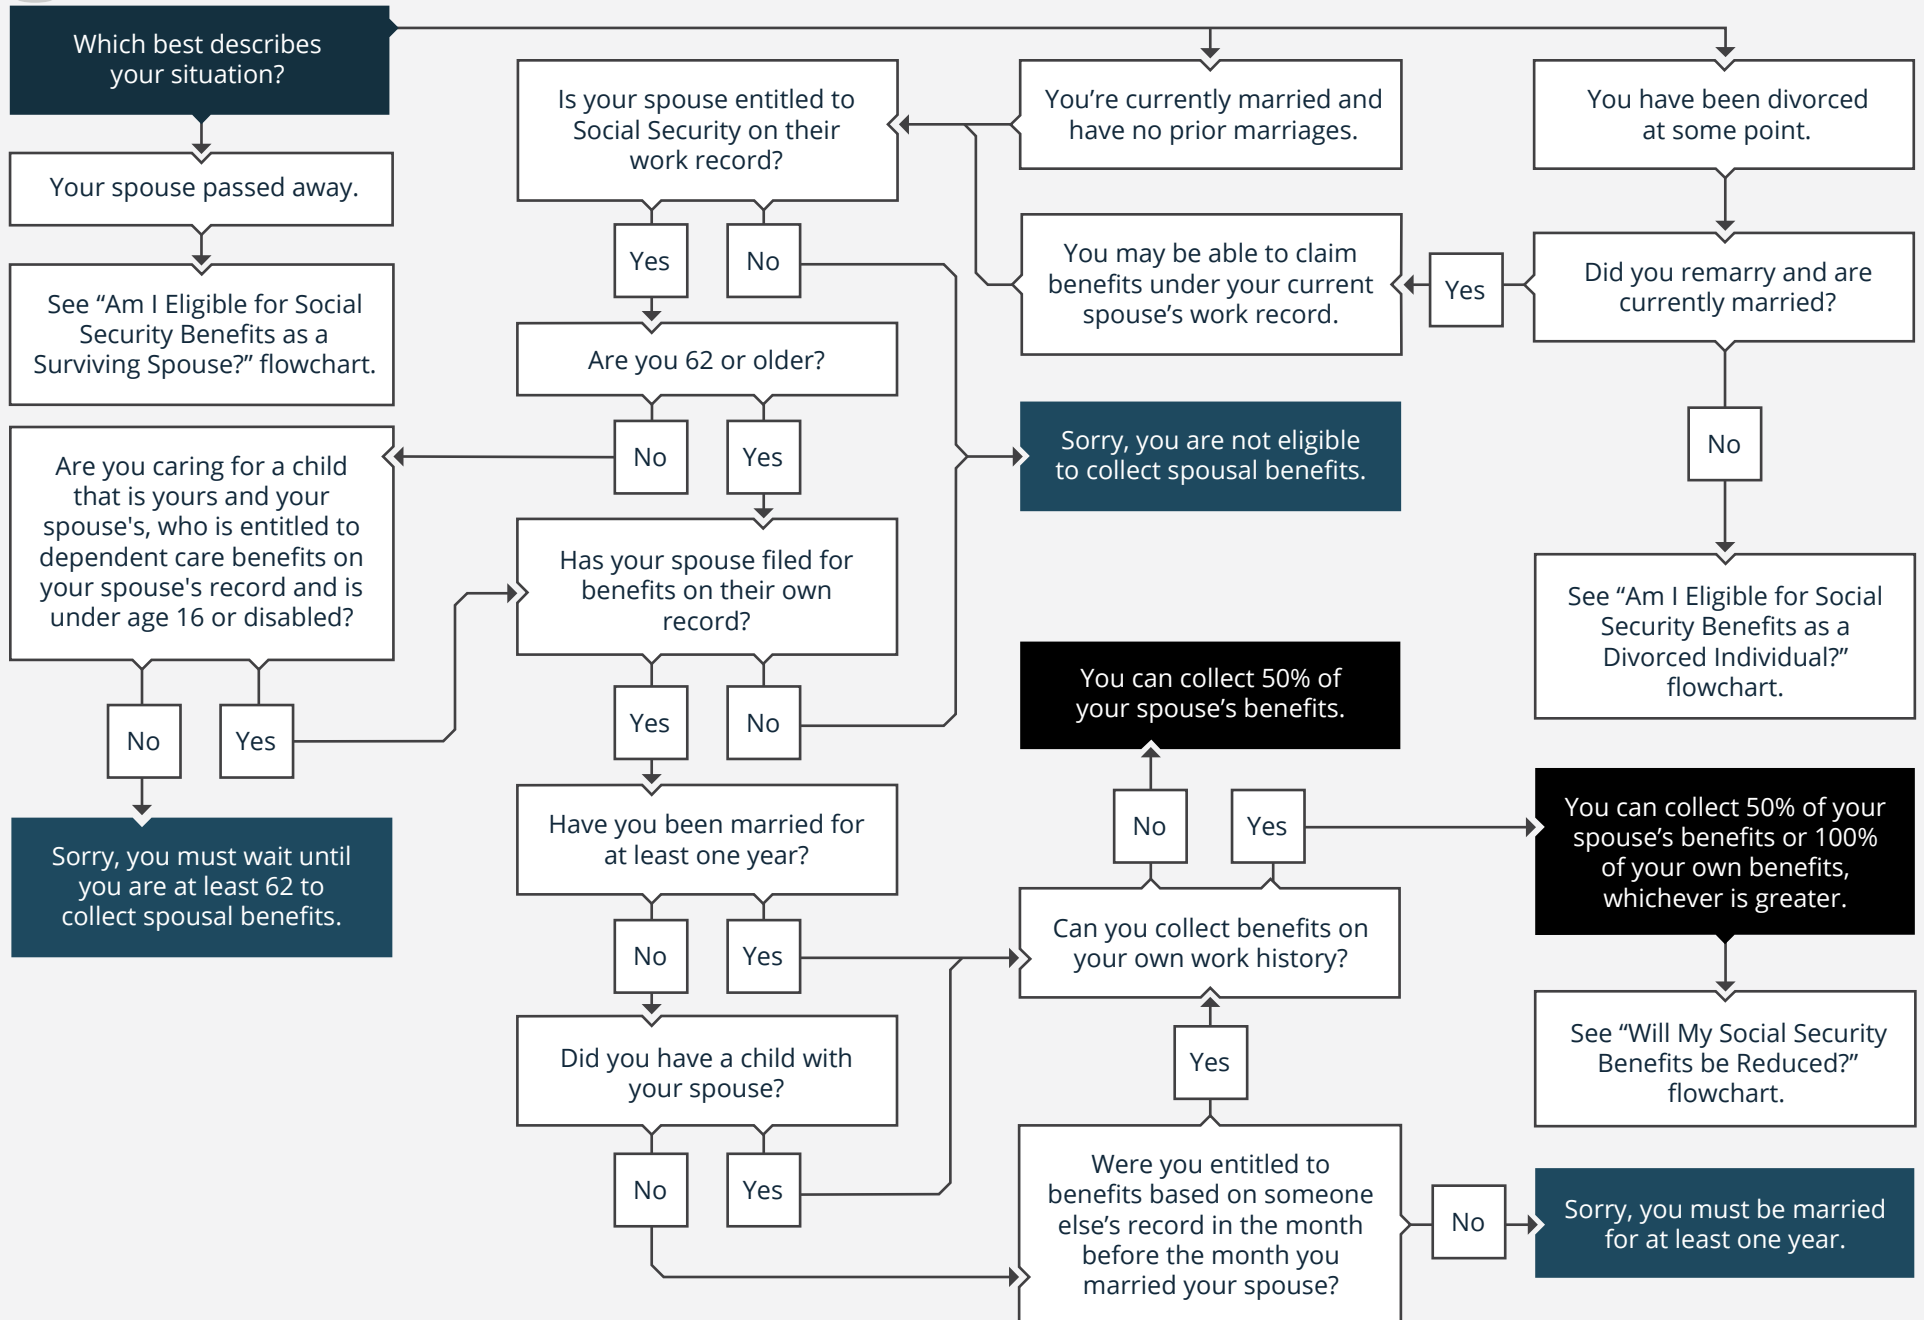 Which best describes
your situation?
Your spouse passed away.
See “Am I Eligible for Social
Security Benefits as a
Surviving Spouse?” flowchart.
Are you caring for a child
that is yours and your
spouse's, who is entitled to
dependent care benefits on
your spouse's record and is
under age 16 or disabled?
No
Yes
Sorry, you must wait until
you are at least 62 to
collect spousal benefits.
Is your spouse entitled to
Social Security on their
work record?
Yes
No
Are you 62 or older?
No
Yes
Has your spouse filed for
benefits on their own
record?
Yes
No
Have you been married for
at least one year?
No
Yes
Did you have a child with
your spouse?
No
Yes
You’re currently married and
have no prior marriages.
You may be able to claim
benefits under your current
spouse’s work record.
Yes
Sorry, you are not eligible
to collect spousal benefits.
You can collect 50% of
your spouse’s benefits.
No
Yes
Can you collect benefits on
your own work history?
Yes
Were you entitled to
benefits based on someone
else’s record in the month
before the month you
married your spouse?
No
You have been divorced
at some point.
Did you remarry and are
currently married?
No
See “Am I Eligible for Social
Security Benefits as a
Divorced Individual?”
flowchart.
You can collect 50% of your
spouse’s benefits or 100%
of your own benefits,
whichever is greater.
See “Will My Social Security
Benefits be Reduced?”
flowchart.
Sorry, you must be married
for at least one year.